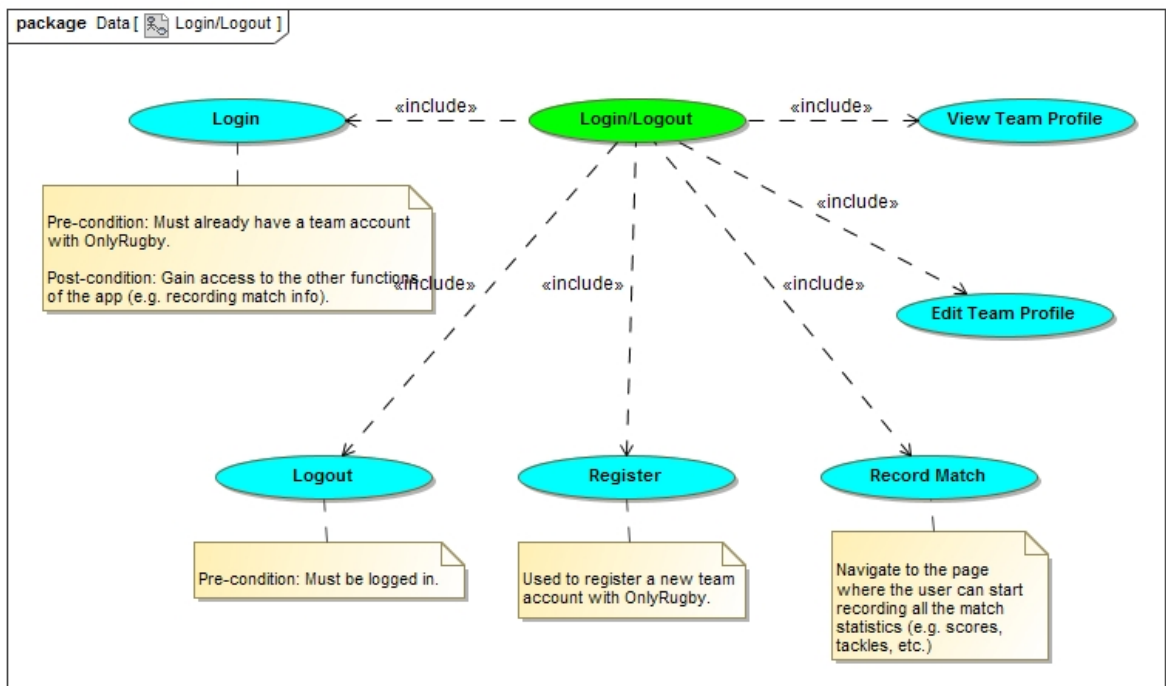 package Data [ Login/Logout ]
«include»
«include»
Login
Login/Logout
View Team Profile
Pre-condition: Must already have a team account
with OnlyRugby.
Post-condition: Gain access to the other functions
of the app (e.g. recording match info).
«include»
«include»
«include»
«include»
Edit Team Profile
Logout
Register
Record Match
Pre-condition: Must be logged in.
Used to register a new team
account with OnlyRugby.
Navigate to the page
where the user can start
recording all the match
statistics (e.g. scores,
tackles, etc.)